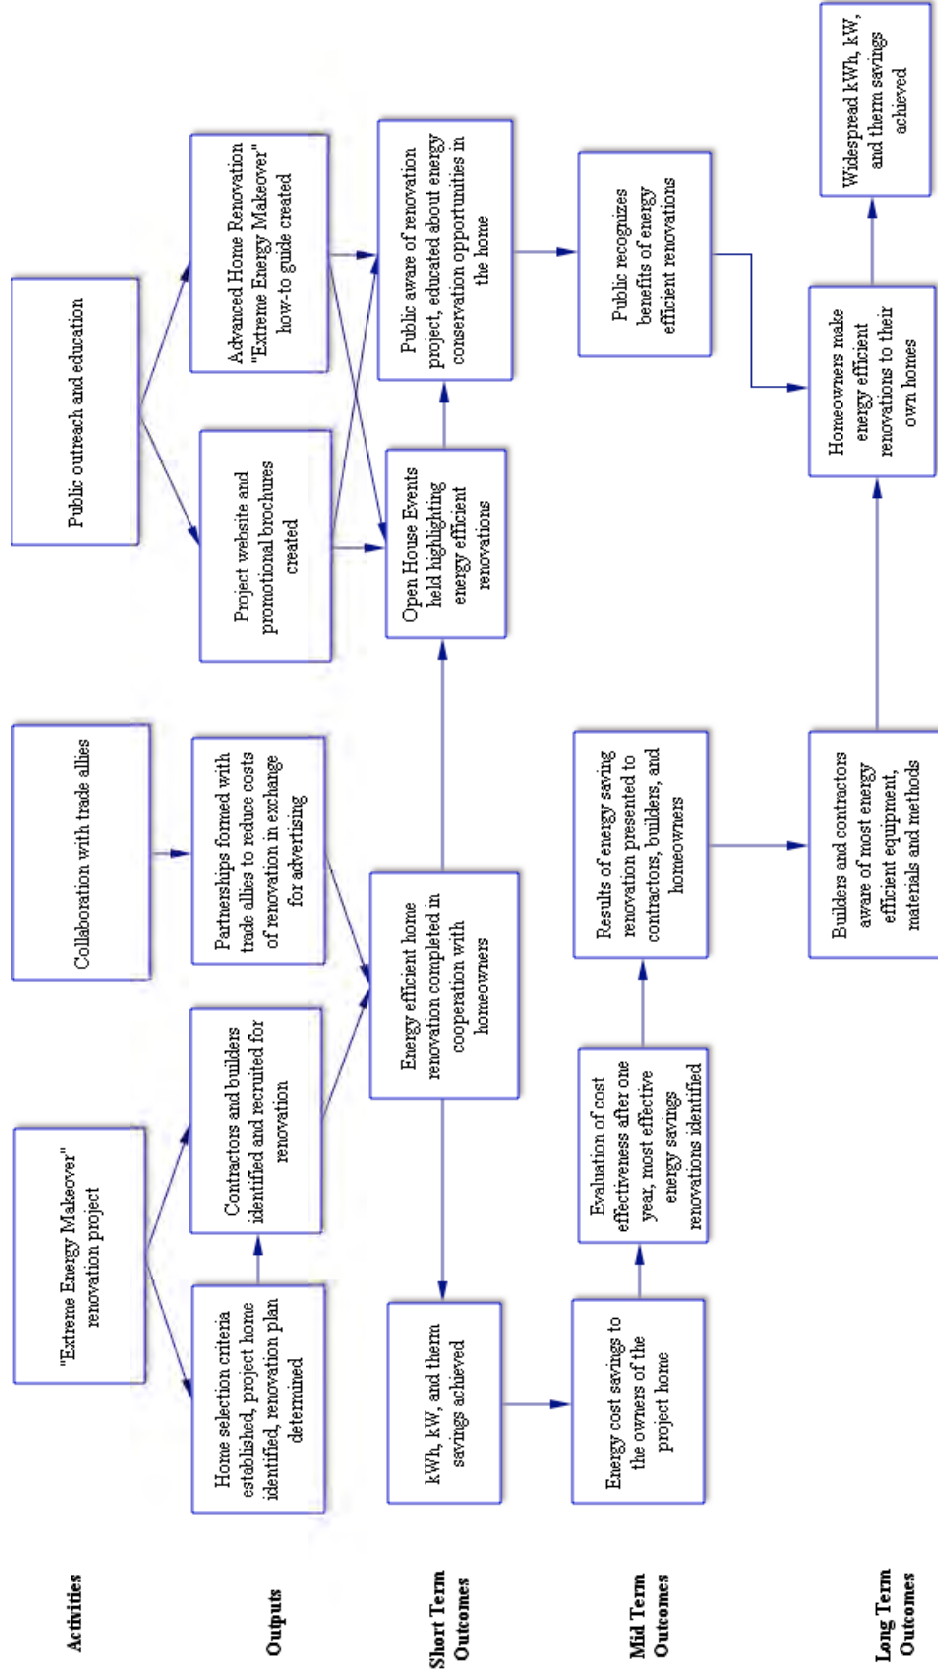 Activities
"Extreme Energy Makeover"
renovation project
Collaboration with trade allies
Public outreach and education
Outputs
Home selection criteria
established, project home
identified, renovation plan
determined
Contractors and builders
identified and recruited for
renovation
Partnerships formed with
trade allies to reduce costs
of renovation in exchange
for advertising
Project website and
promotional brochures
created
Advanced Home Renovation
"Extreme Energy Makeover"
how-to guide created
Short Term
Outcomes
kWh, kW, and therm
savings achieved
Energy efficient home
renovation completed in
cooperation with
homeowners
Open House Events
held highlighting
energy efficient
renovations
Public aware of renovation
project, educated about energy
conservation opportunities in
the home
Mid Term
Outcomes
Energy cost savings to
the owners of the
project home
Evaluation of cost
effectiveness after one
year, most effective
energy savings
renovations identified
Results of energy saving
renovation presented to
contractors, builders, and
homeowners
Public recognizes
benefits of energy
efficient renovations
Long Term
Outcomes
Builders and contractors
aware of most energy
efficient equipment,
materials and methods
Homeowners make
energy efficient
renovations to their
own homes
Widespread kWh, kW,
and therm savings
achieved